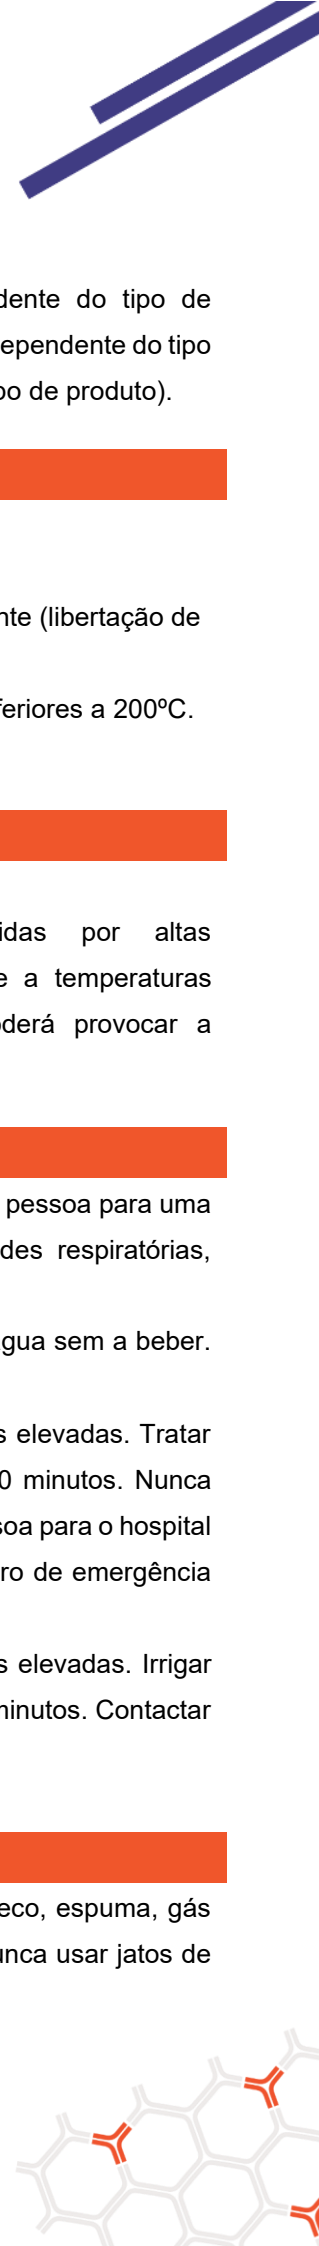 dente do tipo de
ependente do tipo
po de produto).
nte (libertação de
feriores a 200ºC.
idas por altas
e a temperaturas
oderá provocar a
pessoa para uma
des respiratórias,
gua sem a beber.
s elevadas. Tratar
0 minutos. Nunca
soa para o hospital
ro de emergência
s elevadas. Irrigar
minutos. Contactar
eco, espuma, gás
unca usar jatos de